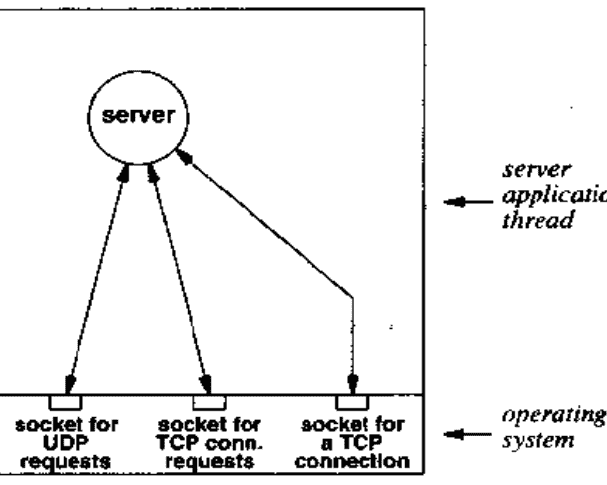 server
server
applicatio
thread
socket for
UDP
requests
socket for
TCP conn.
requests
socket for
a TCP
connection
operating
system